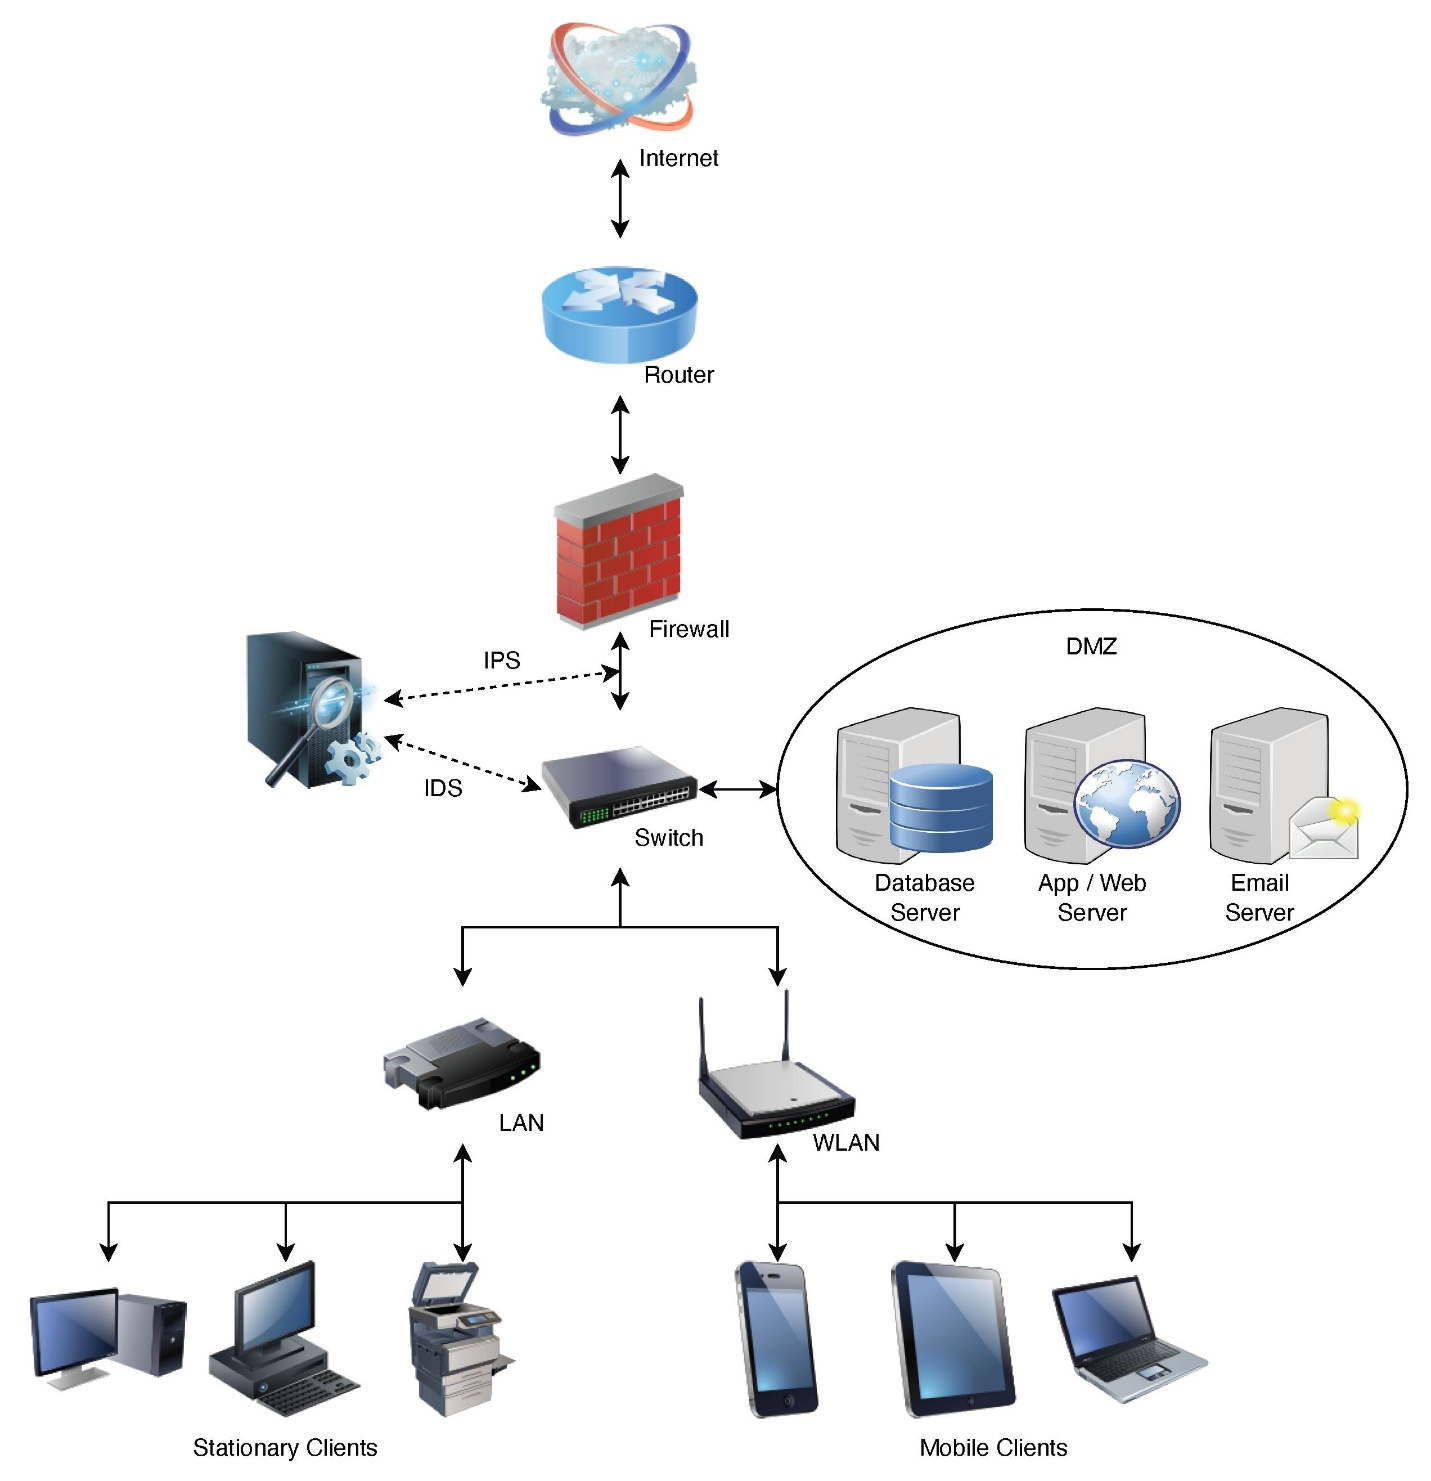 Internet
Router
Firewall
IPS
DMZ
IDS
Switch
Database
Server
App / Web
Server
Email
Server
LAN
WLAN
Stationary Clients
Mobile Clients